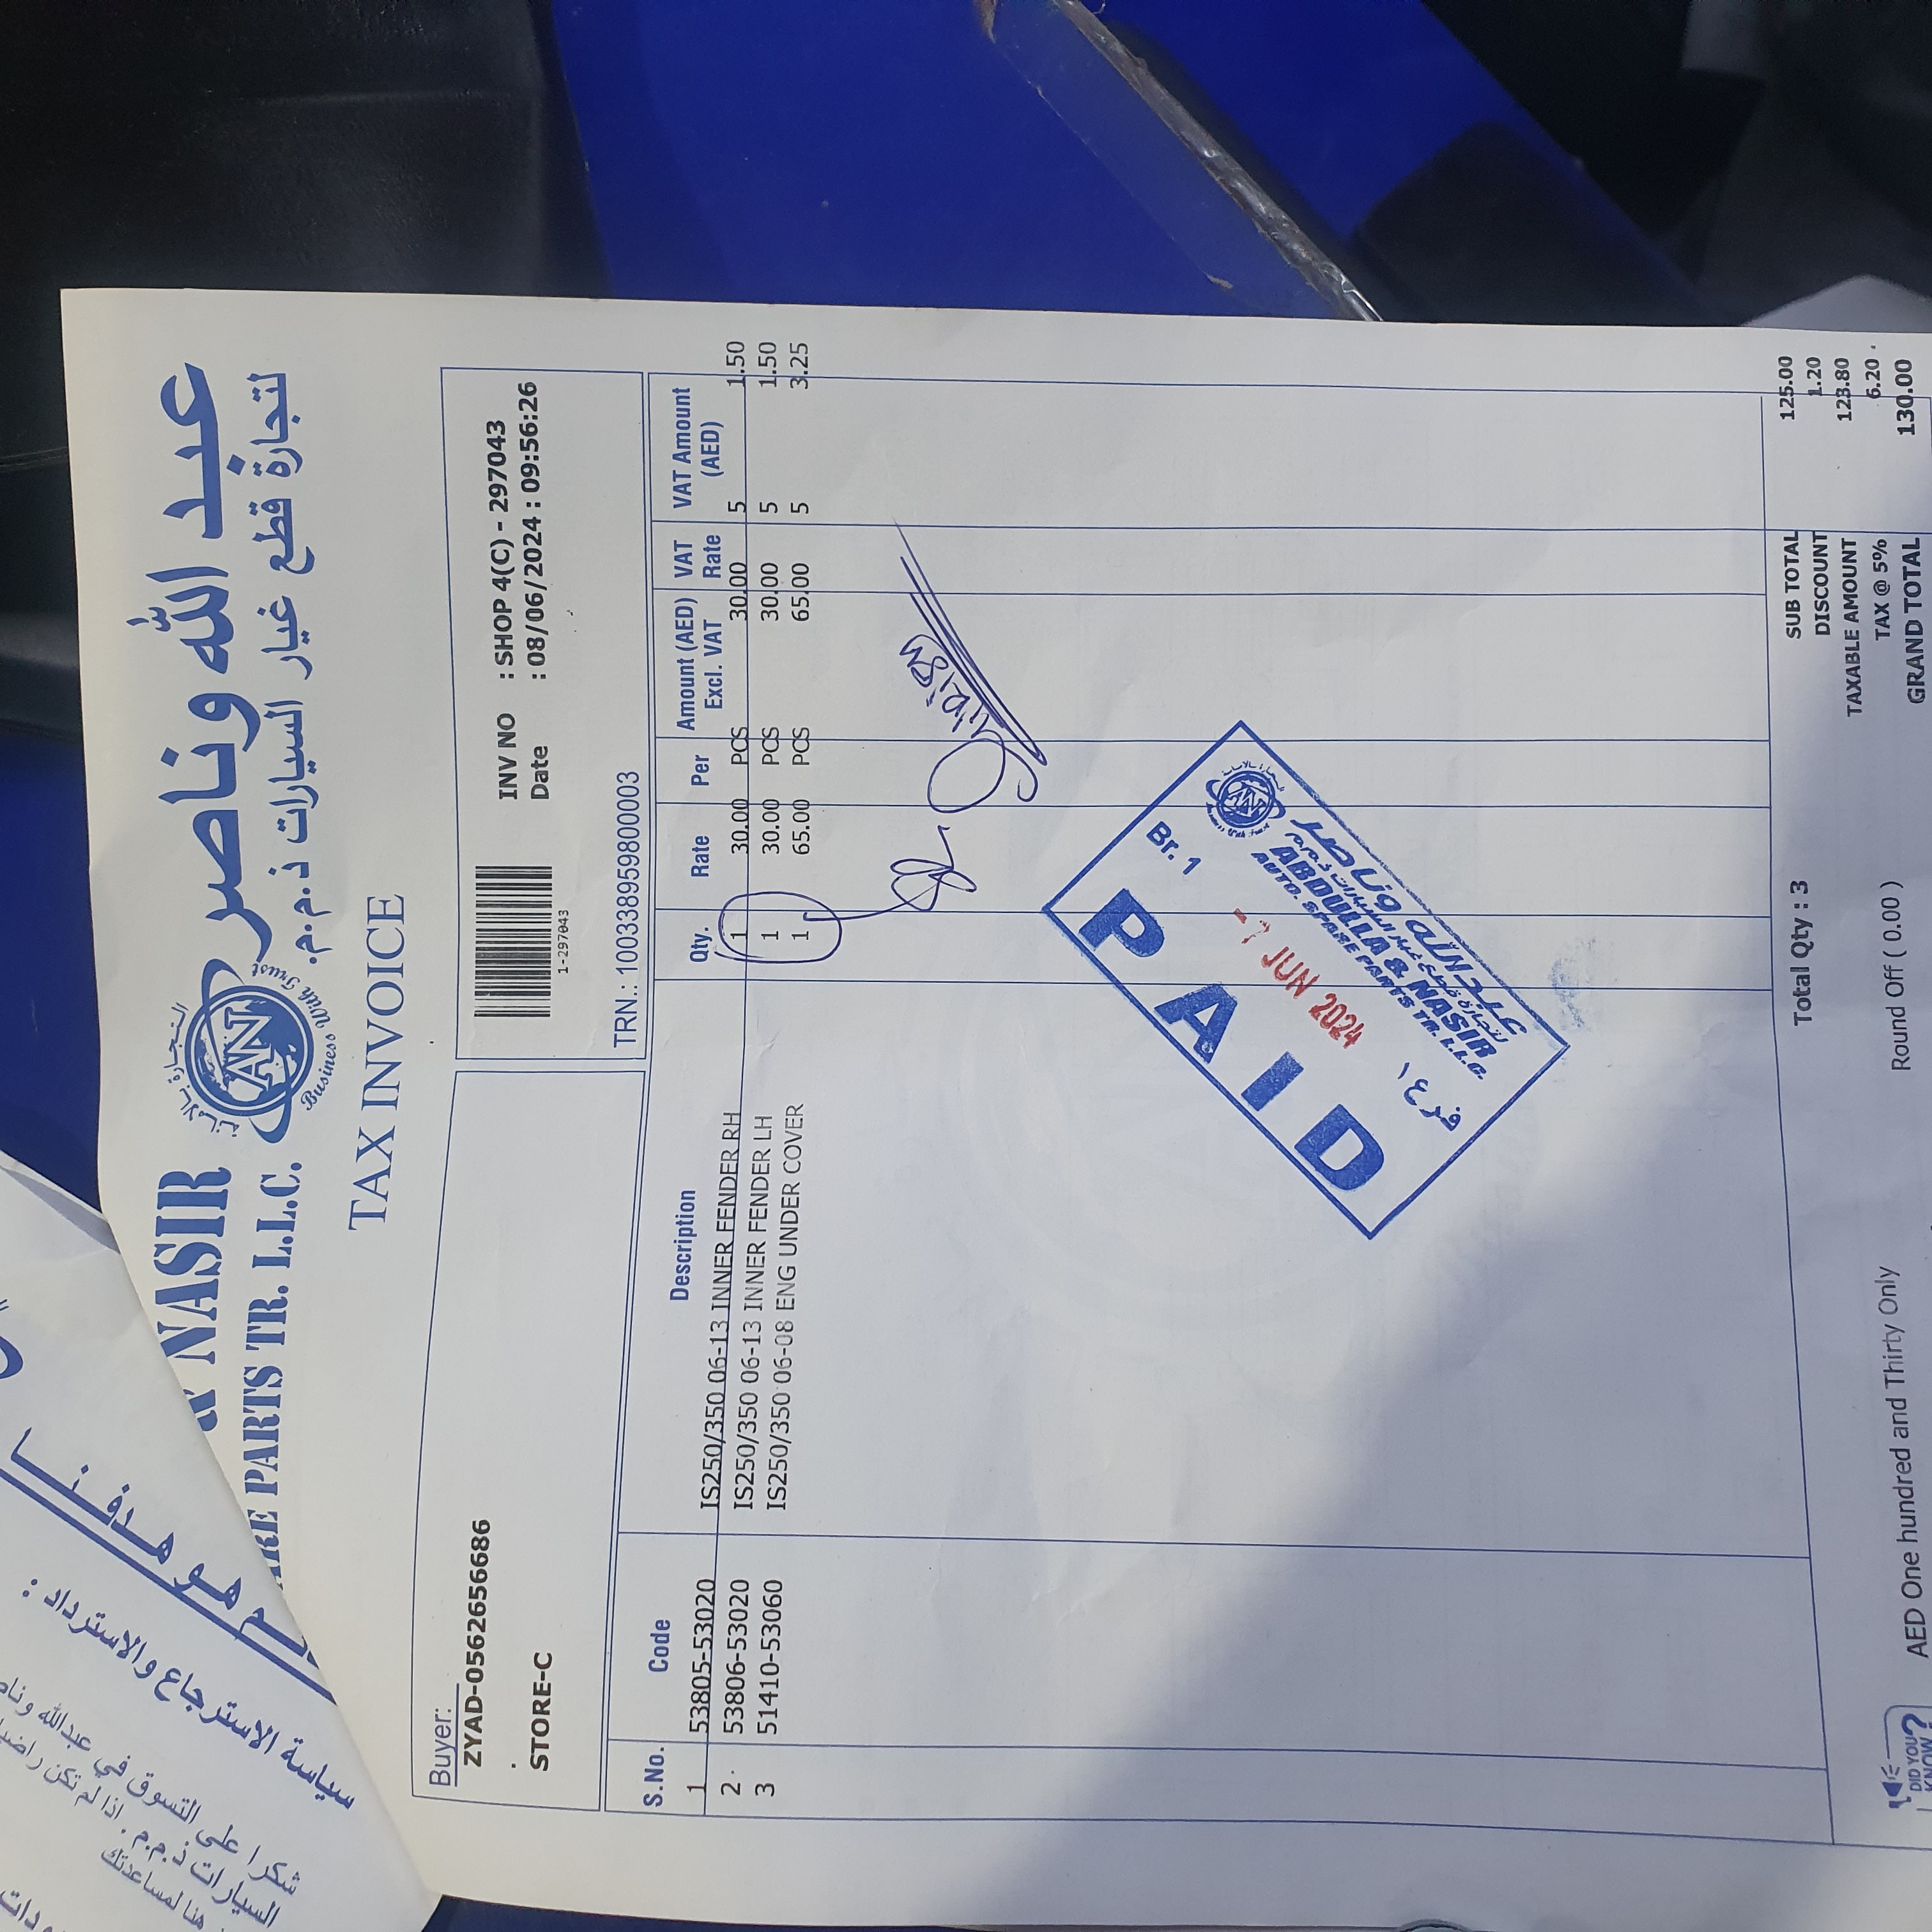 عبد الله وناصر
لتجارة قطع غيار السيارات ذ.م.م.
& NASIR
ARE PARTS TR. L.L.C.
AN
Business With Trust
TAX INVOICE
Buyer:
ZYAD-0562656686
.
STORE-C
1-297043
INV NO : SHOP 4(C) - 297043
Date : 08/06/2024 : 09:56:26
TRN.: 100338959800003
S.No. Code Description Qty. Rate Per Amount (AED) Excl. VAT VAT Rate VAT Amount (AED)
1 53805-53020 IS250/350 06-13 INNER FENDER RH 1 30.00 PCS 30.00 5 1.50
2 53806-53020 IS250/350 06-13 INNER FENDER LH 1 30.00 PCS 30.00 5 1.50
3 51410-53060 IS250/350 06-08 ENG UNDER COVER 1 65.00 PCS 65.00 5 3.25
Br. 1
PAID
-7 JUN 2024
عبدالله وناصر
ABDULLA & NASIR
AUTO. SPARE PARTS TR. L.L.C.
فرع ١
Total Qty : 3
SUB TOTAL 125.00
DISCOUNT 1.20
TAXABLE AMOUNT 123.80
TAX @ 5% 6.20
Round Off ( 0.00 )
GRAND TOTAL 130.00
AED One hundred and Thirty Only
DID YOU KNOW?
هو هدفنا
سياسة الاسترجاع والاسترداد :
شكرا على التسوق في عبدالله
السيارات ذ.م.م. اذا لم تكن
هنا لمساعدتك